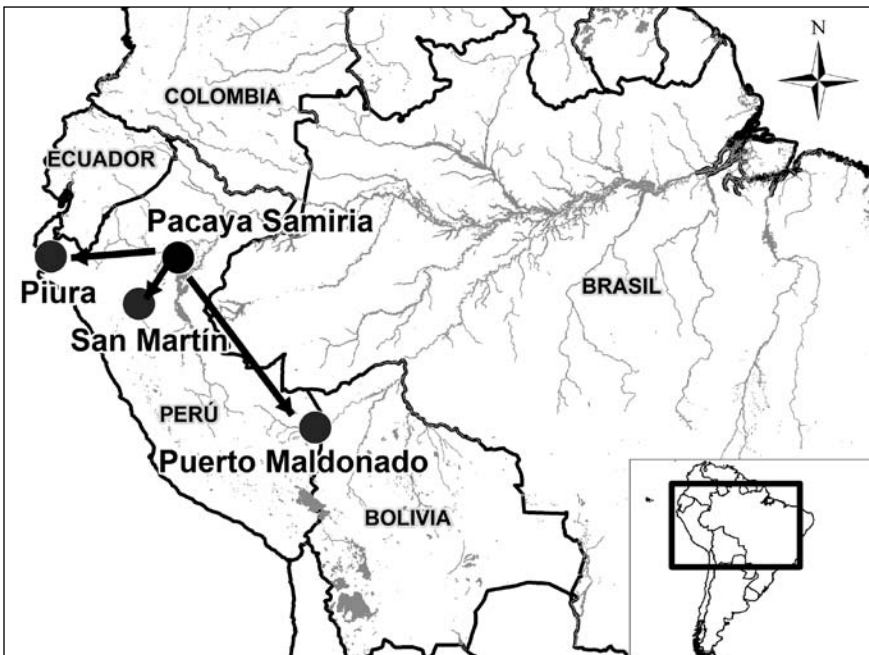 N
COLOMBIA
ECUADOR
Pacaya Samiria
Piura
BRASIL
San Martín
PERÚ
Puerto Maldonado
BOLIVIA